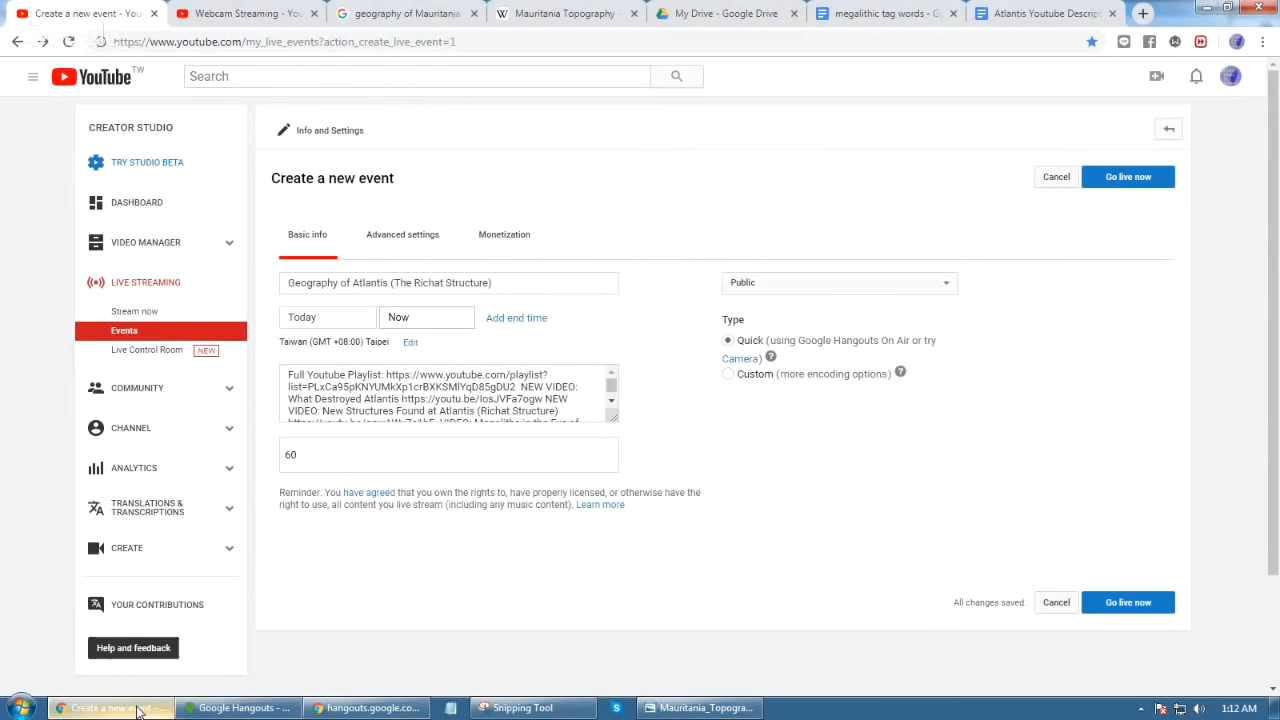 Create a new event - You
Webcam Streaming - You
geography of Maurit
Mauritania_Topography
My Drive - Google Drive
megalithic tag words - G
Atlantis Youtube Descrip
https://www.youtube.com/my_live_events?action_create_live_event=1
YouTube TW
Search
CREATOR STUDIO
TRY STUDIO BETA
DASHBOARD
VIDEO MANAGER
LIVE STREAMING
Stream now
Events
Live Control Room NEW
COMMUNITY
CHANNEL
ANALYTICS
TRANSLATIONS &
TRANSCRIPTIONS
CREATE
YOUR CONTRIBUTIONS
Help and feedback
Info and Settings
Create a new event
Cancel Go live now
Basic info Advanced settings Monetization
Geography of Atlantis (The Richat Structure)
Today Now Add end time
Taiwan (GMT +08:00) Taipei Edit
Full Youtube Playlist: https://www.youtube.com/playlist?
NEW VIDEO:
What Destroyed Atlantis https://youtu.be/IosJVFa7ogw NEW
VIDEO: New Structures Found at Atlantis (Richat Structure)
60
Reminder: You have agreed that you own the rights to, have properly licensed, or otherwise have the
right to use, all content you live stream (including any music content). Learn more
Public
Type
Quick (using Google Hangouts On Air or try
Camera) ?
Custom (more encoding options) ?
All changes saved. Cancel Go live now
Create a new event - ...
Google Hangouts - ...
hangouts.google.co...
Snipping Tool
Mauritania_Topogra...
1:12 AM